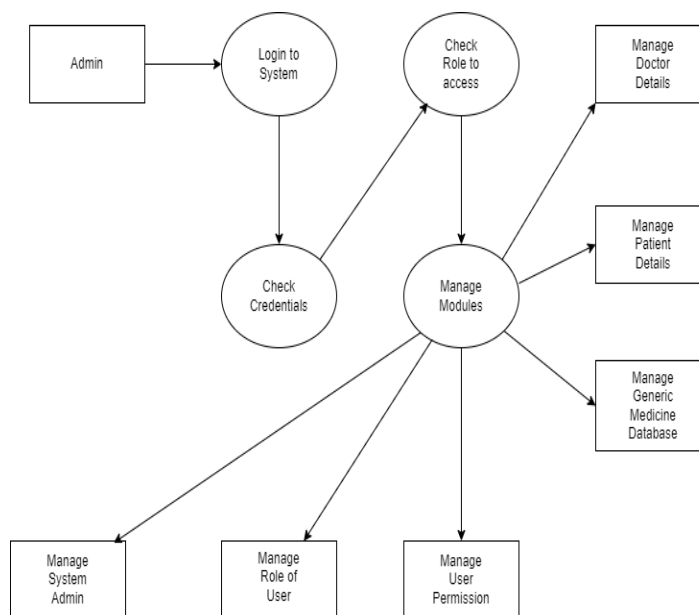 Admin
Login to
System
Check
Role to
access
Manage
Doctor
Details
Check
Credentials
Manage
Modules
Manage
Patient
Details
Manage
Generic
Medicine
Database
Manage
System
Admin
Manage
Role of
User
Manage
User
Permission